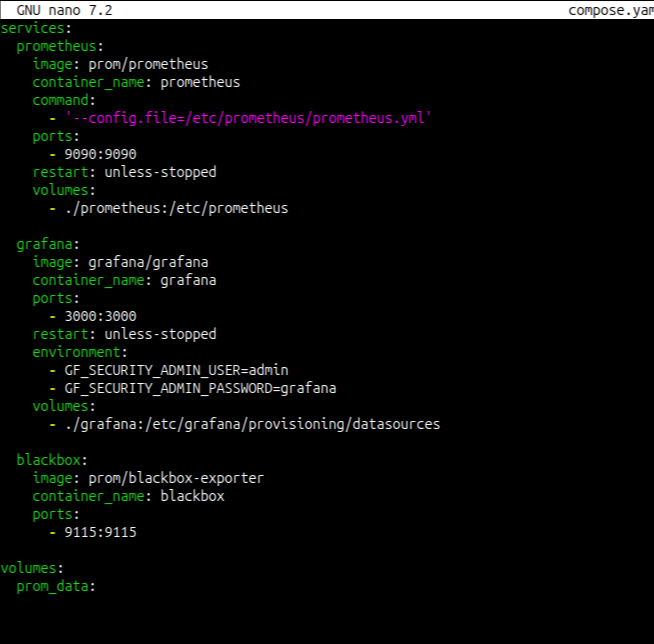 GNU nano 7.2 compose.yam
services:
  prometheus:
    image: prom/prometheus
    container_name: prometheus
    command:
      - '--config.file=/etc/prometheus/prometheus.yml'
    ports:
      - 9090:9090
    restart: unless-stopped
    volumes:
      - ./prometheus:/etc/prometheus

  grafana:
    image: grafana/grafana
    container_name: grafana
    ports:
      - 3000:3000
    restart: unless-stopped
    environment:
      - GF_SECURITY_ADMIN_USER=admin
      - GF_SECURITY_ADMIN_PASSWORD=grafana
    volumes:
      - ./grafana:/etc/grafana/provisioning/datasources

  blackbox:
    image: prom/blackbox-exporter
    container_name: blackbox
    ports:
      - 9115:9115

volumes:
  prom_data: